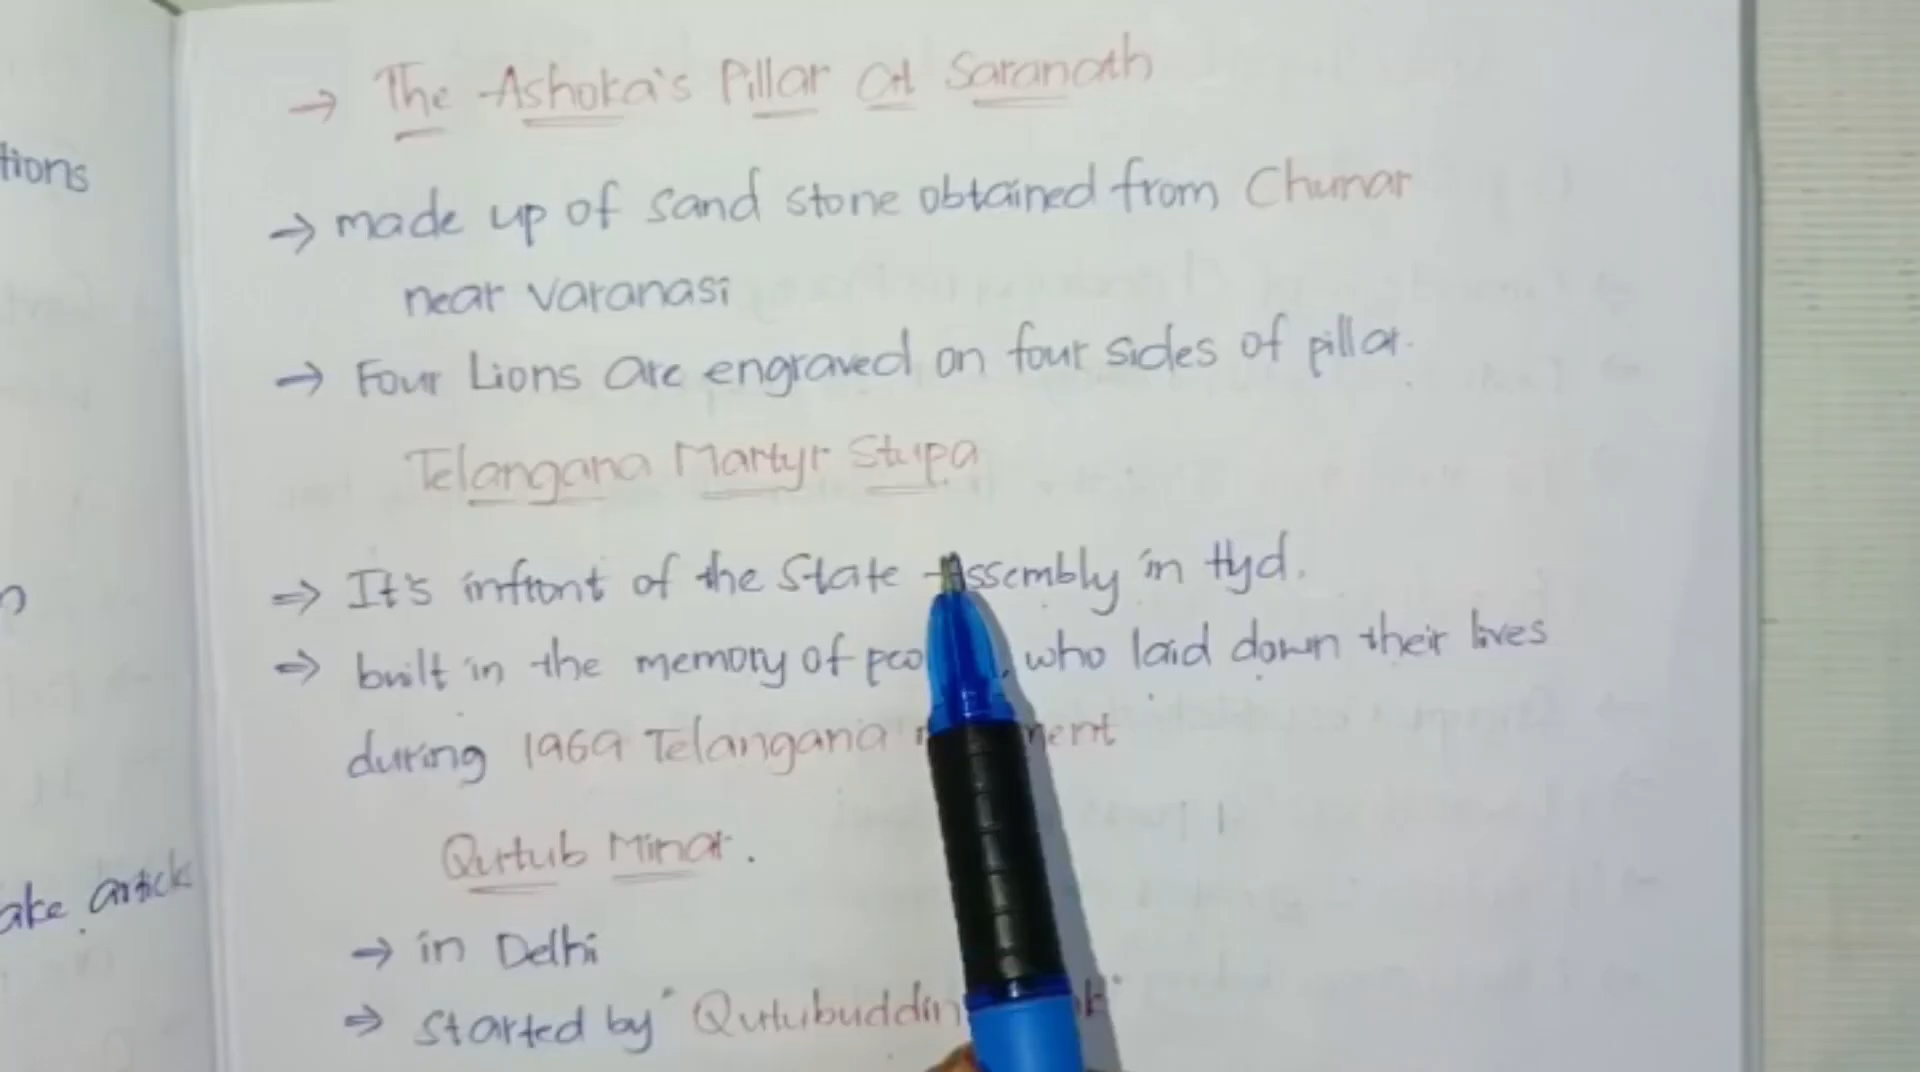 tions
ake artick
→ The Ashoka's Pillar at Saranath
→ made up of sand stone obtained from Chunar
near varanasi
→ Four Lions are engraved on four sides of pillar.
Telangana Martyr Stupa
→ It's infront of the State Assembly in Hyd.
→ built in the memory of who laid down their lives
during 1969 Telangana
Qutub Minar.
→ in Delhi
→ started by "Qutubuddin